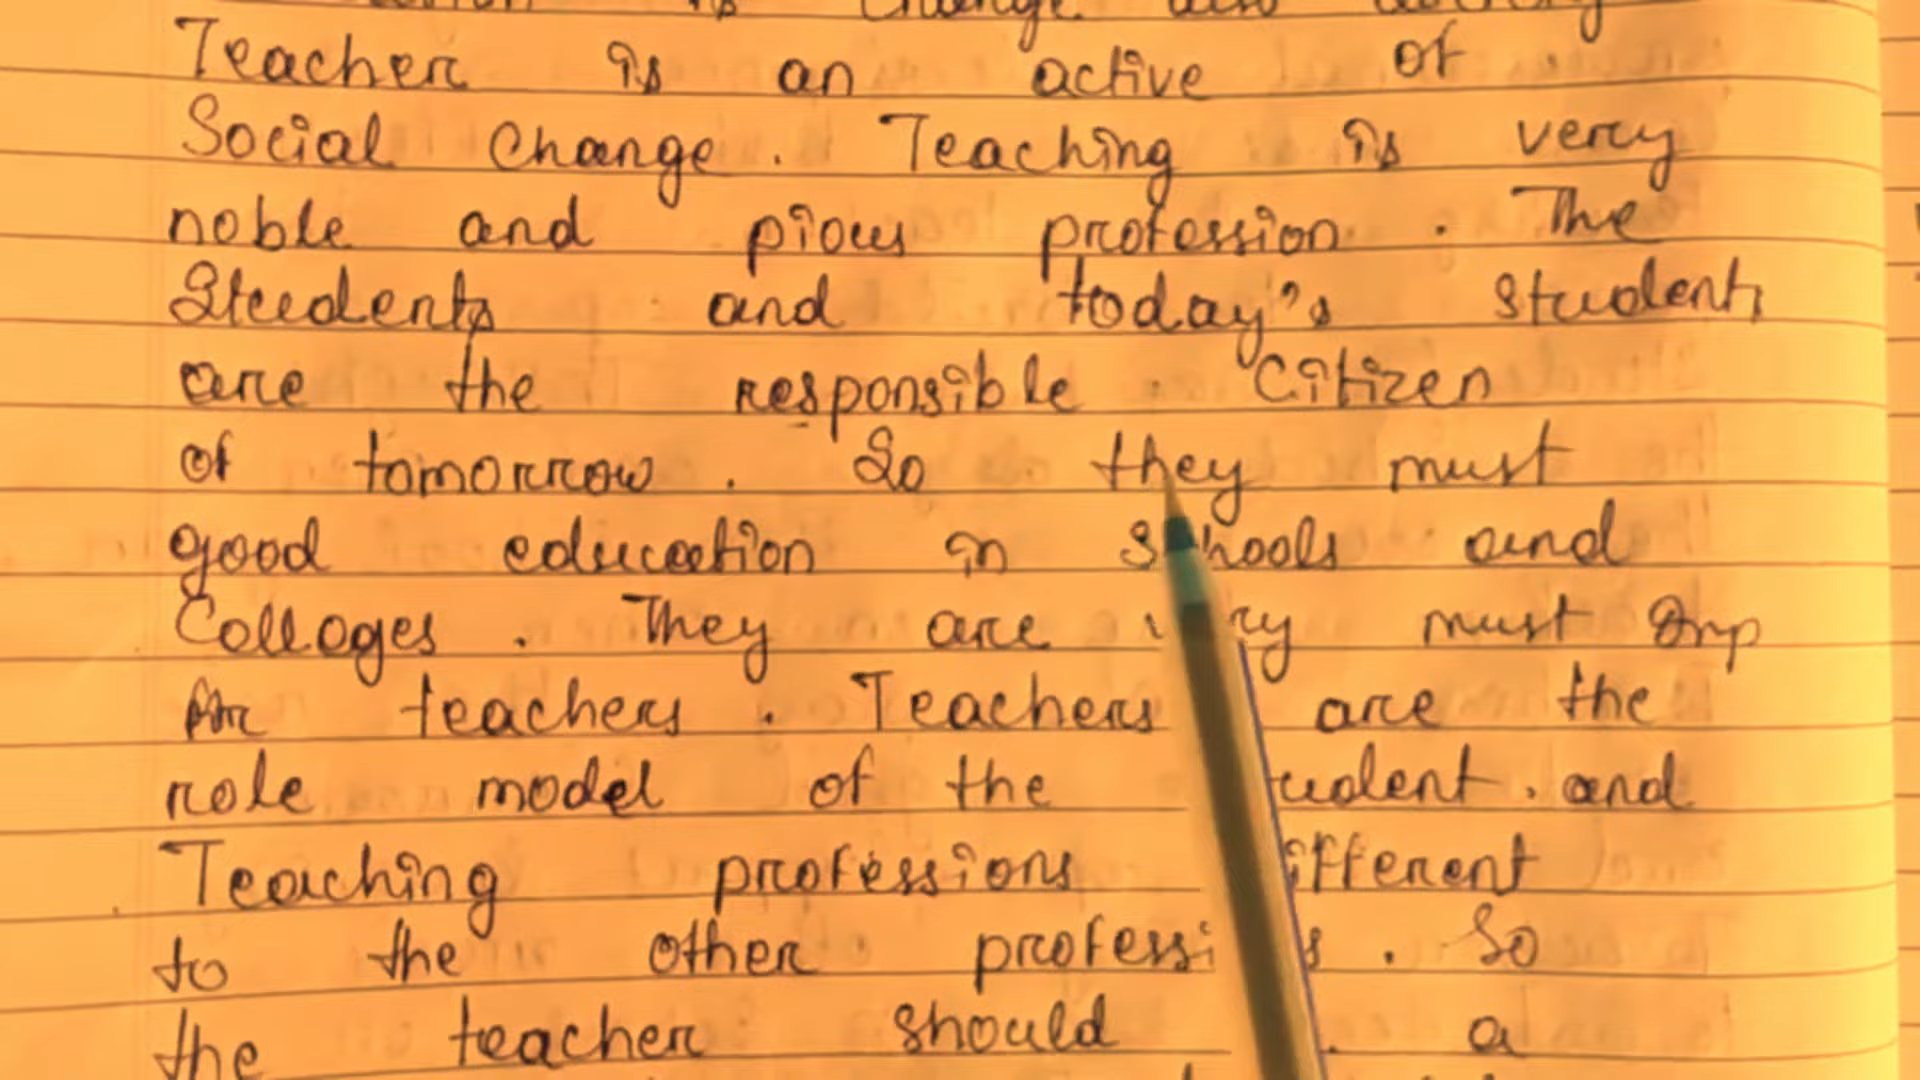 Teacher is an active of
Social change. Teaching is very
noble and pious profession. The
Students and today's students
are the responsible citizen
of tomorrow. So they must
good education in schools and
Colloges. They are must Imp
for teachers. Teachers are the
role model of the and
Teaching professions
to the other . So
the teacher should a